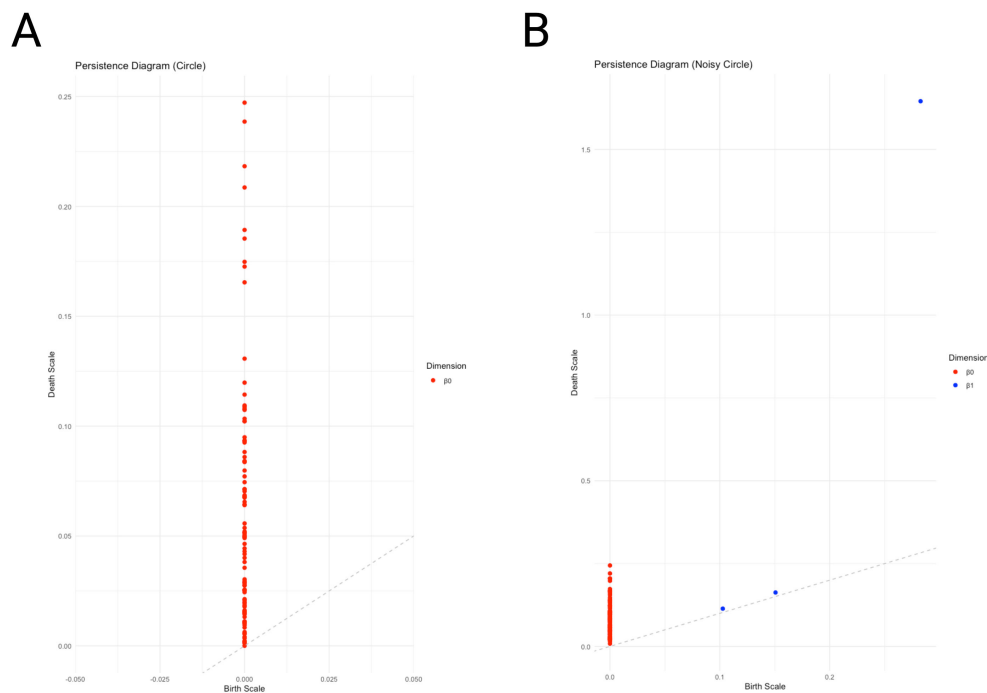 A
Persistence Diagram (Circle)
0.25
0.20
0.15
0.10
0.05
0.00
Death Scale
-0.050
-0.025
0.000
0.025
0.050
Birth Scale
Dimension
β0
B
Persistence Diagram (Noisy Circle)
1.5
1.0
0.5
0.0
Death Scale
0.0
0.1
0.2
Birth Scale
Dimension
β0
β1